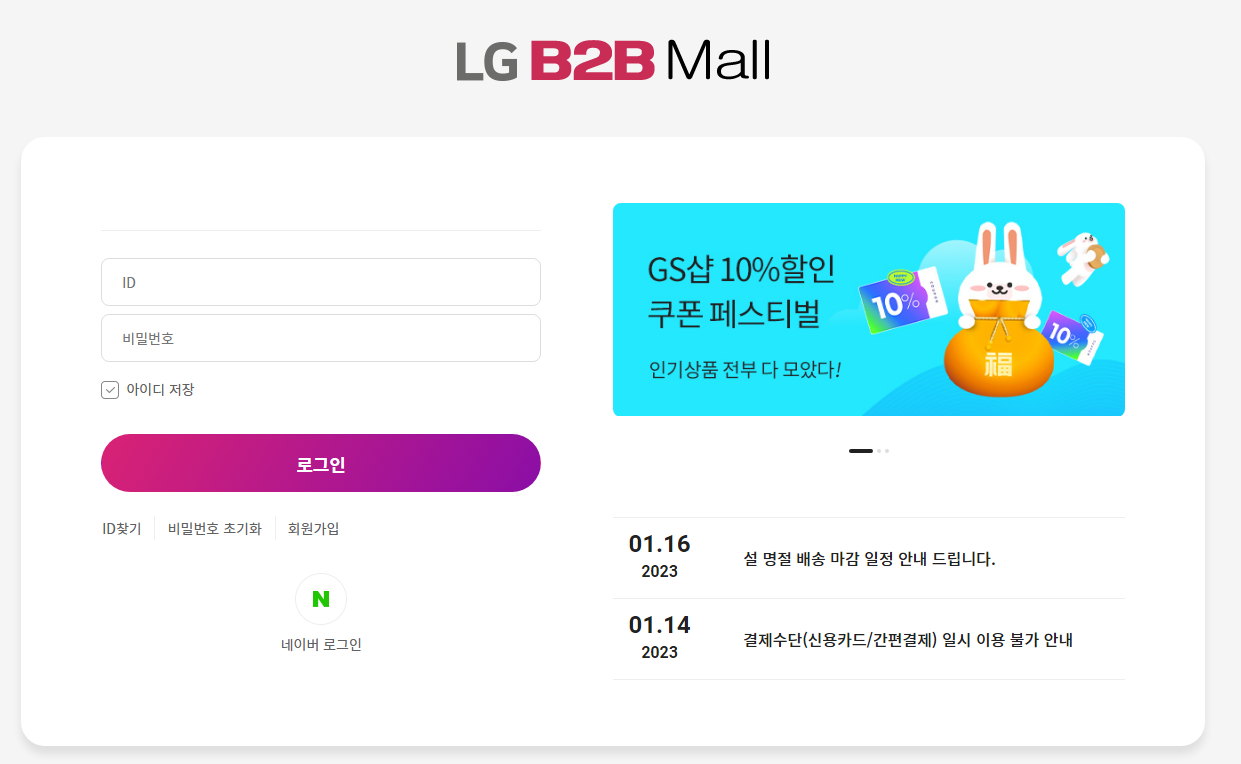 LG B2B Mall
ID
비밀번호
아이디 저장
로그인
ID찾기
비밀번호 초기화
회원가입
N
네이버 로그인
GS샵 10%할인
쿠폰 페스티벌
인기상품 전부 다 모았다!
10%
福
10%
01.16
2023
설 명절 배송 마감 일정 안내 드립니다.
01.14
2023
결제수단(신용카드/간편결제) 일시 이용 불가 안내